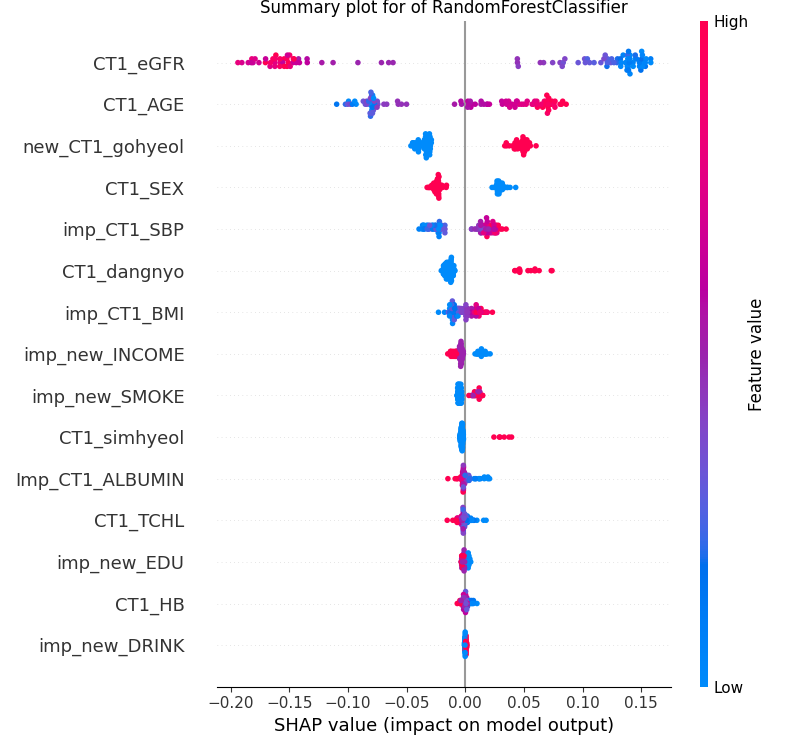 Summary plot for of RandomForestClassifier
High
CT1_eGFR
CT1_AGE
new_CT1_gohyeol
CT1_SEX
imp_CT1_SBP
CT1_dangnyo
imp_CT1_BMI
imp_new_INCOME
imp_new_SMOKE
CT1_simhyeol
Imp_CT1_ALBUMIN
CT1_TCHL
imp_new_EDU
CT1_HB
imp_new_DRINK
Feature value
Low
−0.20 −0.15 −0.10 −0.05 0.00 0.05 0.10 0.15
SHAP value (impact on model output)